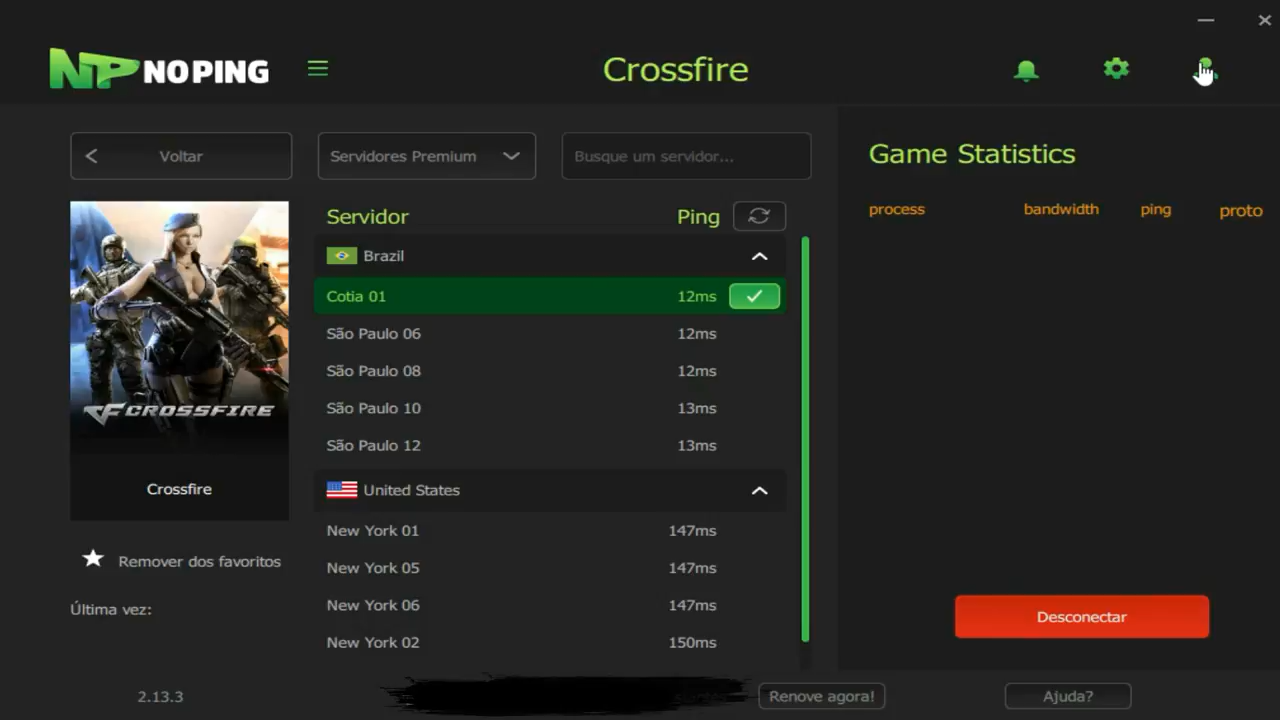 NP NOPING
Crossfire
Voltar
Servidores Premium
Busque um servidor...
Game Statistics
process bandwidth ping proto
Servidor Ping
Brazil
Cotia 01 12ms
São Paulo 06 12ms
São Paulo 08 12ms
São Paulo 10 13ms
São Paulo 12 13ms
United States
New York 01 147ms
New York 05 147ms
New York 06 147ms
New York 02 150ms
CF CROSSFIRE
Crossfire
Remover dos favoritos
Última vez:
Desconectar
2.13.3
Renove agora!
Ajuda?